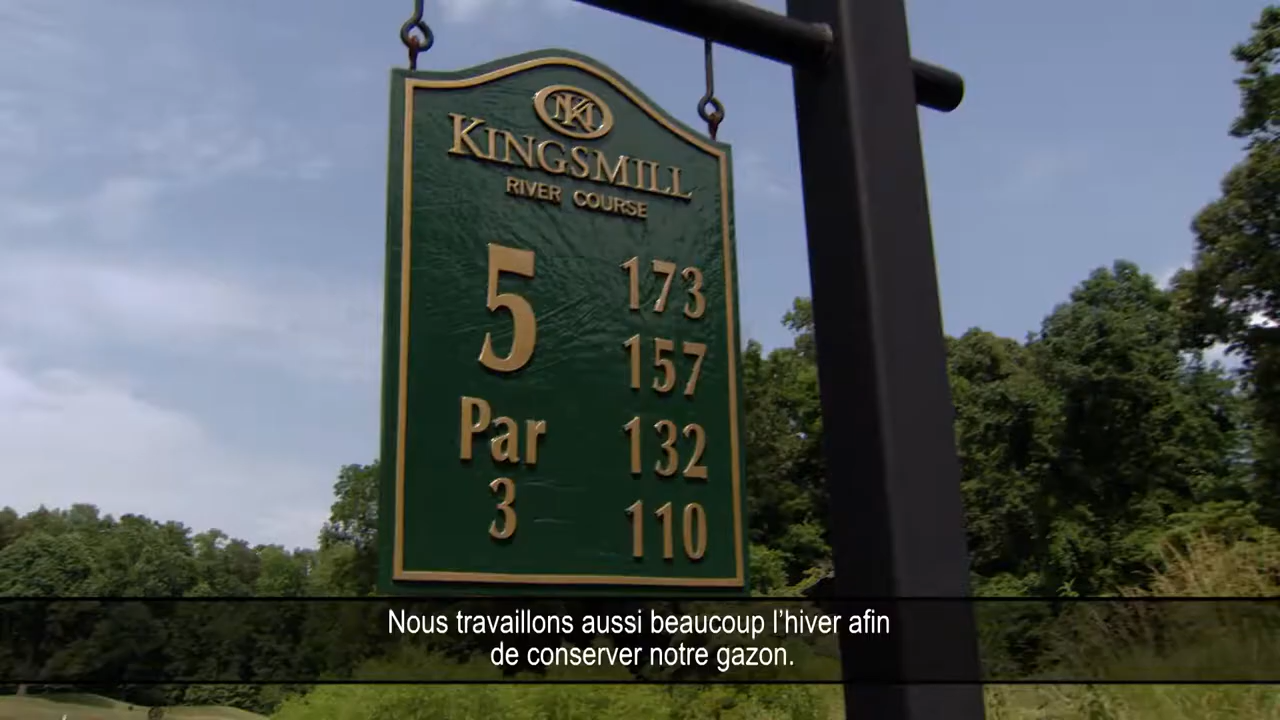 KM
KINGSMILL
RIVER COURSE
5
Par
3
173
157
132
110
Nous travaillons aussi beaucoup l'hiver afin
de conserver notre gazon.